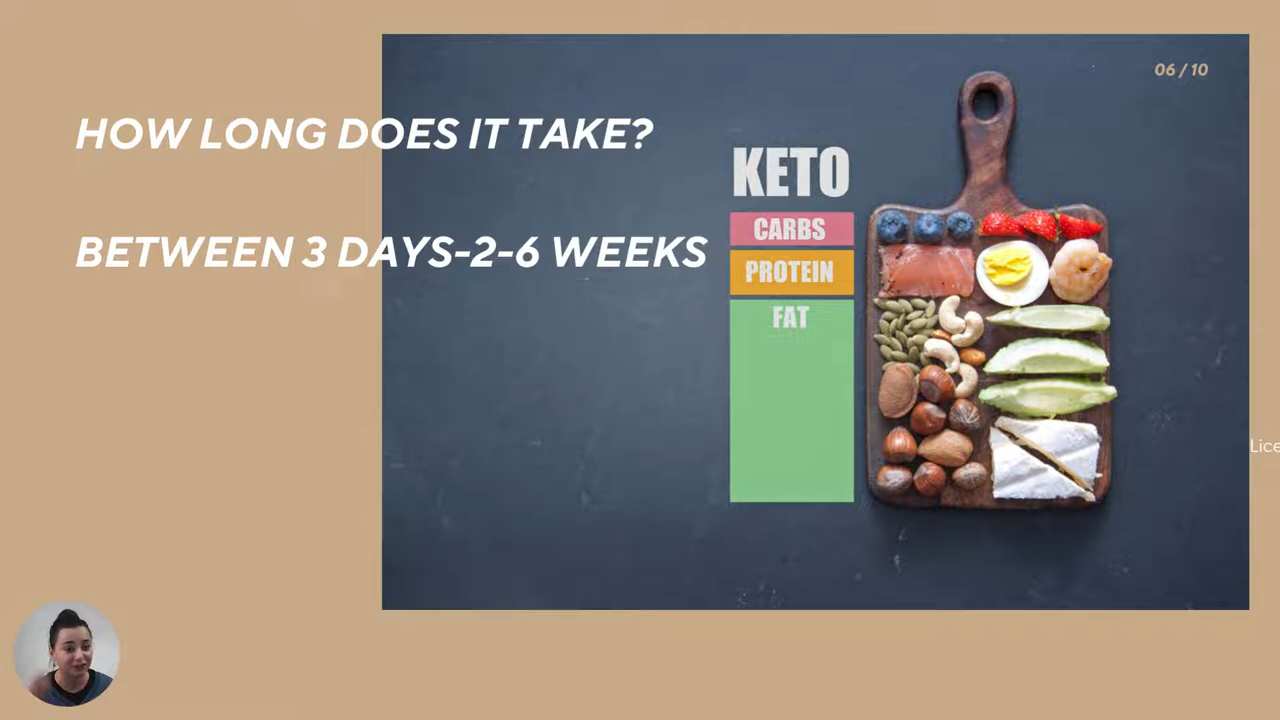 06 / 10
HOW LONG DOES IT TAKE?
BETWEEN 3 DAYS-2-6 WEEKS
KETO
CARBS
PROTEIN
FAT